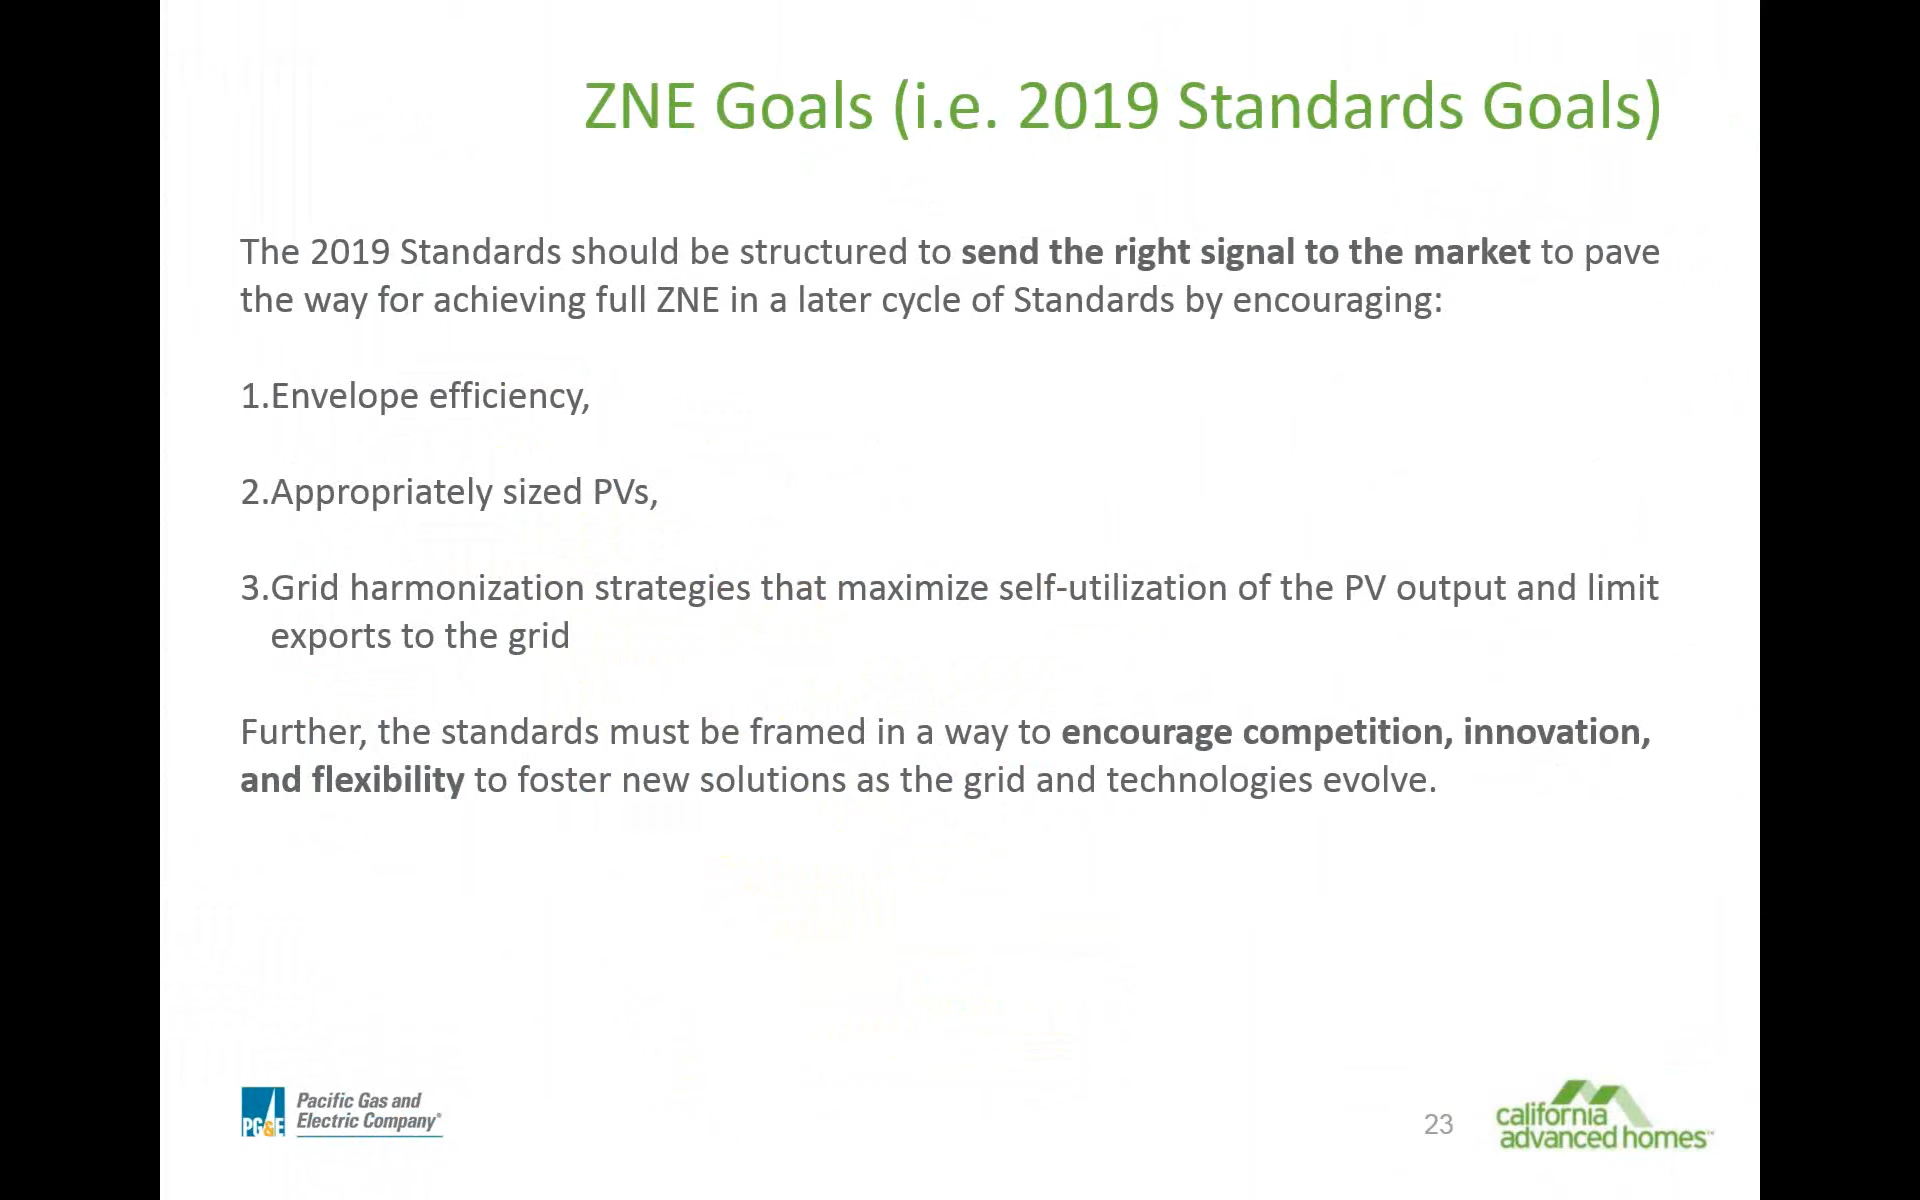 ZNE Goals (i.e. 2019 Standards Goals)
The 2019 Standards should be structured to send the right signal to the market to pave
the way for achieving full ZNE in a later cycle of Standards by encouraging:
1.Envelope efficiency,
2.Appropriately sized PVs,
3.Grid harmonization strategies that maximize self-utilization of the PV output and limit
exports to the grid
Further, the standards must be framed in a way to encourage competition, innovation,
and flexibility to foster new solutions as the grid and technologies evolve.
PG&E
Pacific Gas and
Electric Company®
23
california
advanced homes™